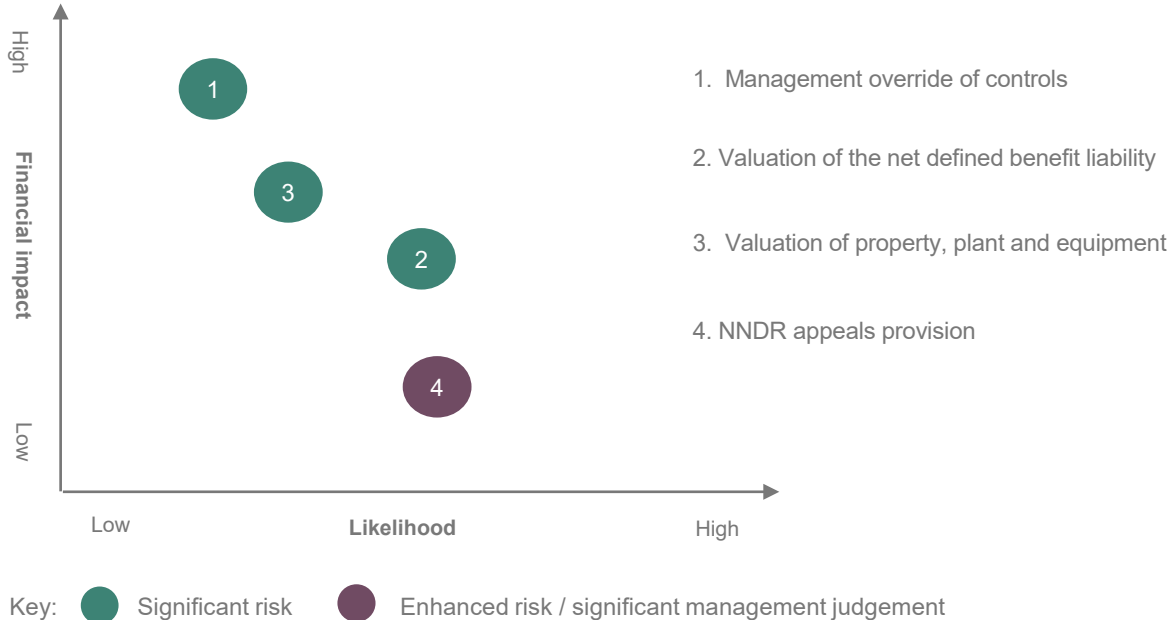 High
Financial impact
Low
1
3
2
4
1. Management override of controls
2. Valuation of the net defined benefit liability
3. Valuation of property, plant and equipment
4. NNDR appeals provision
Low
Likelihood
High
Key:
Significant risk
Enhanced risk / significant management judgement